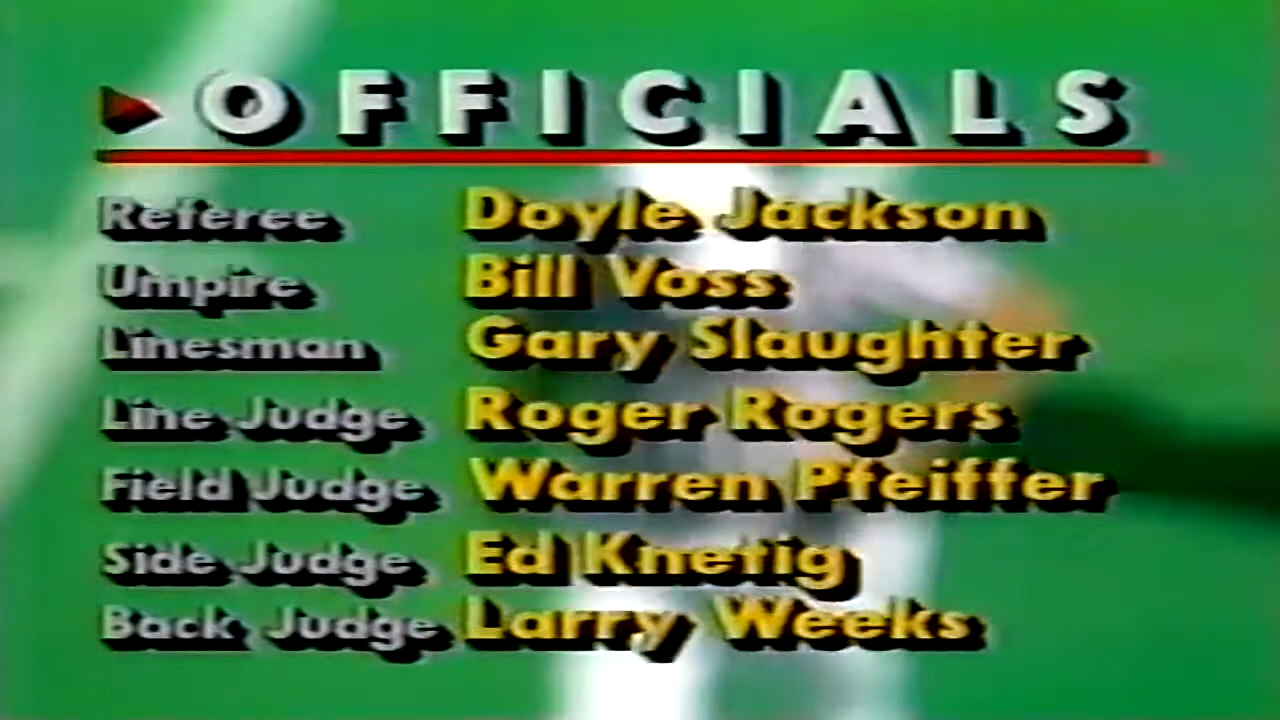 OFFICIALS
Referee Doyle Jackson
Umpire Bill Voss
Linesman Gary Slaughter
Line Judge Roger Rogers
Field Judge Warren Pfeiffer
Side Judge Ed Knetig
Back Judge Larry Weeks